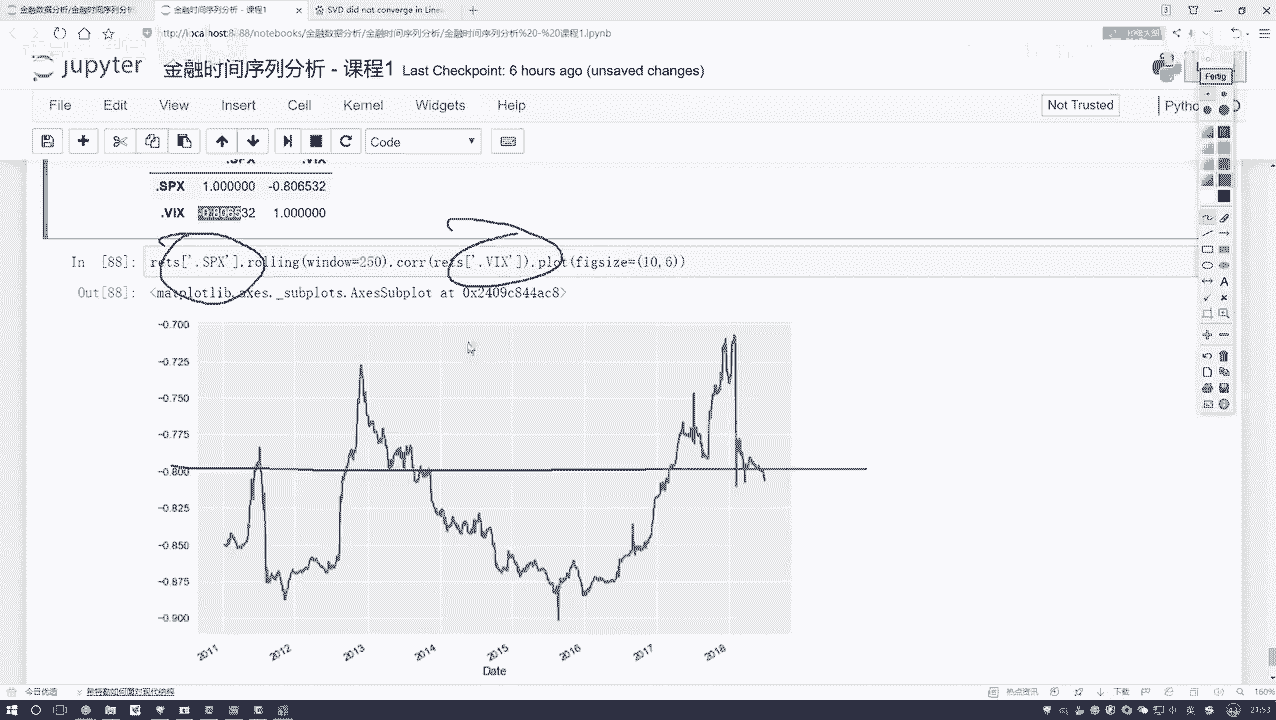 金融数据分析/金融时间序列分析
金融时间序列分析 - 课程1
SVD did not converge in Line
http://localhost:8888/notebooks/金融数据分析/金融时间序列分析/金融时间序列分析%20-%20课程1.ipynb
jupyter 金融时间序列分析 - 课程1 Last Checkpoint: 6 hours ago (unsaved changes)
Fertig
File Edit View Insert Cell Kernel Widgets Help
Not Trusted
Code
.SPX .VIX
.SPX 1.000000 -0.806532
.VIX -0.806532 1.000000
In [88]: rets['.SPX'].rolling(window=250).corr(rets['.VIX']).plot(figsize=(10,6))
Out[88]: <matplotlib.axes._subplots.AxesSubplot at 0x2409c844ac8>
-0.700
-0.725
-0.750
-0.775
-0.800
-0.825
-0.850
-0.875
-0.900
2011 2012 2013 2014 2015 2016 2017 2018
Date
热点资讯 下载 160%